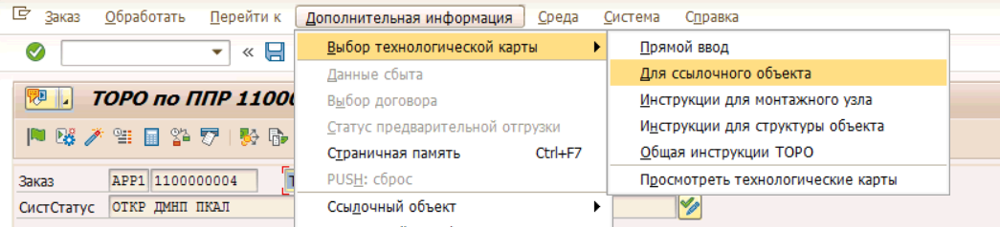 Заказ Обработать Перейти к Дополнительная информация Среда Система Справка
Выбор технологической карты
Данные сбыта
Выбор договора
Статус предварительной отгрузки
Страничная память Ctrl+F7
PUSH: сброс
Ссылочный объект
Прямой ввод
Для ссылочного объекта
Инструкции для монтажного узла
Инструкции для структуры объекта
Общая инструкции ТОРО
Просмотреть технологические карты
ТОРО по ППР 1100
Заказ APP1 1100000004
СистСтатус ОТКР ДМНП ПКАЛ